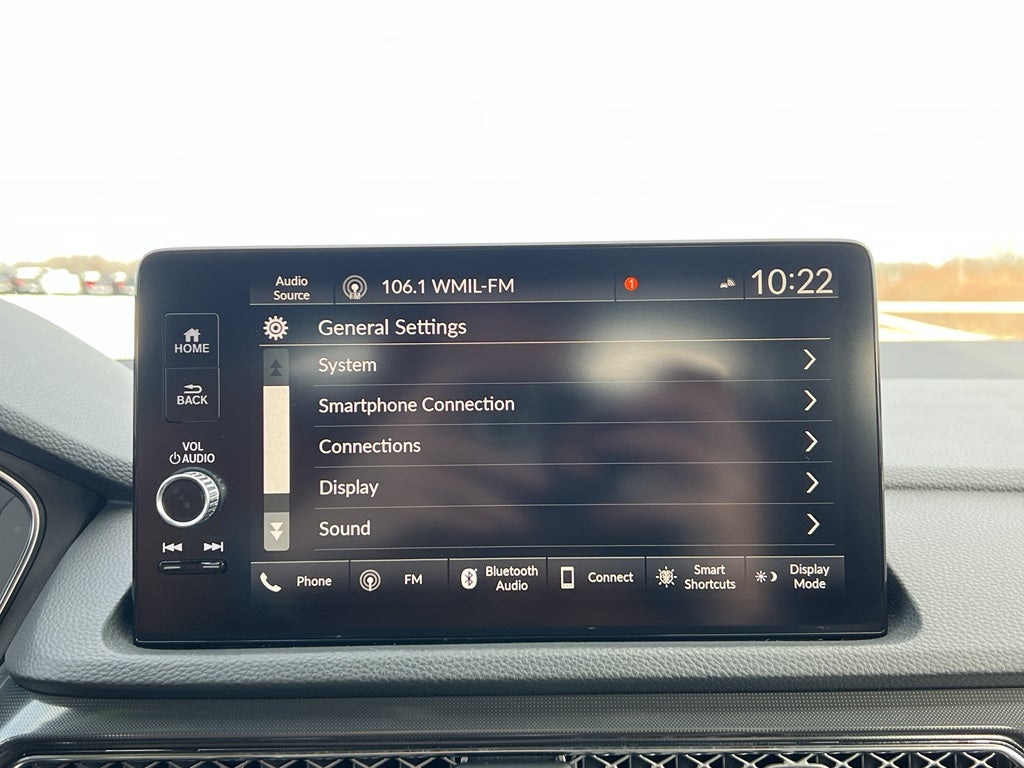 Audio
Source
FM
106.1 WMIL-FM
1
10:22
HOME
BACK
VOL
AUDIO
General Settings
System
Smartphone Connection
Connections
Display
Sound
Phone
FM
Bluetooth
Audio
Connect
Smart
Shortcuts
Display
Mode